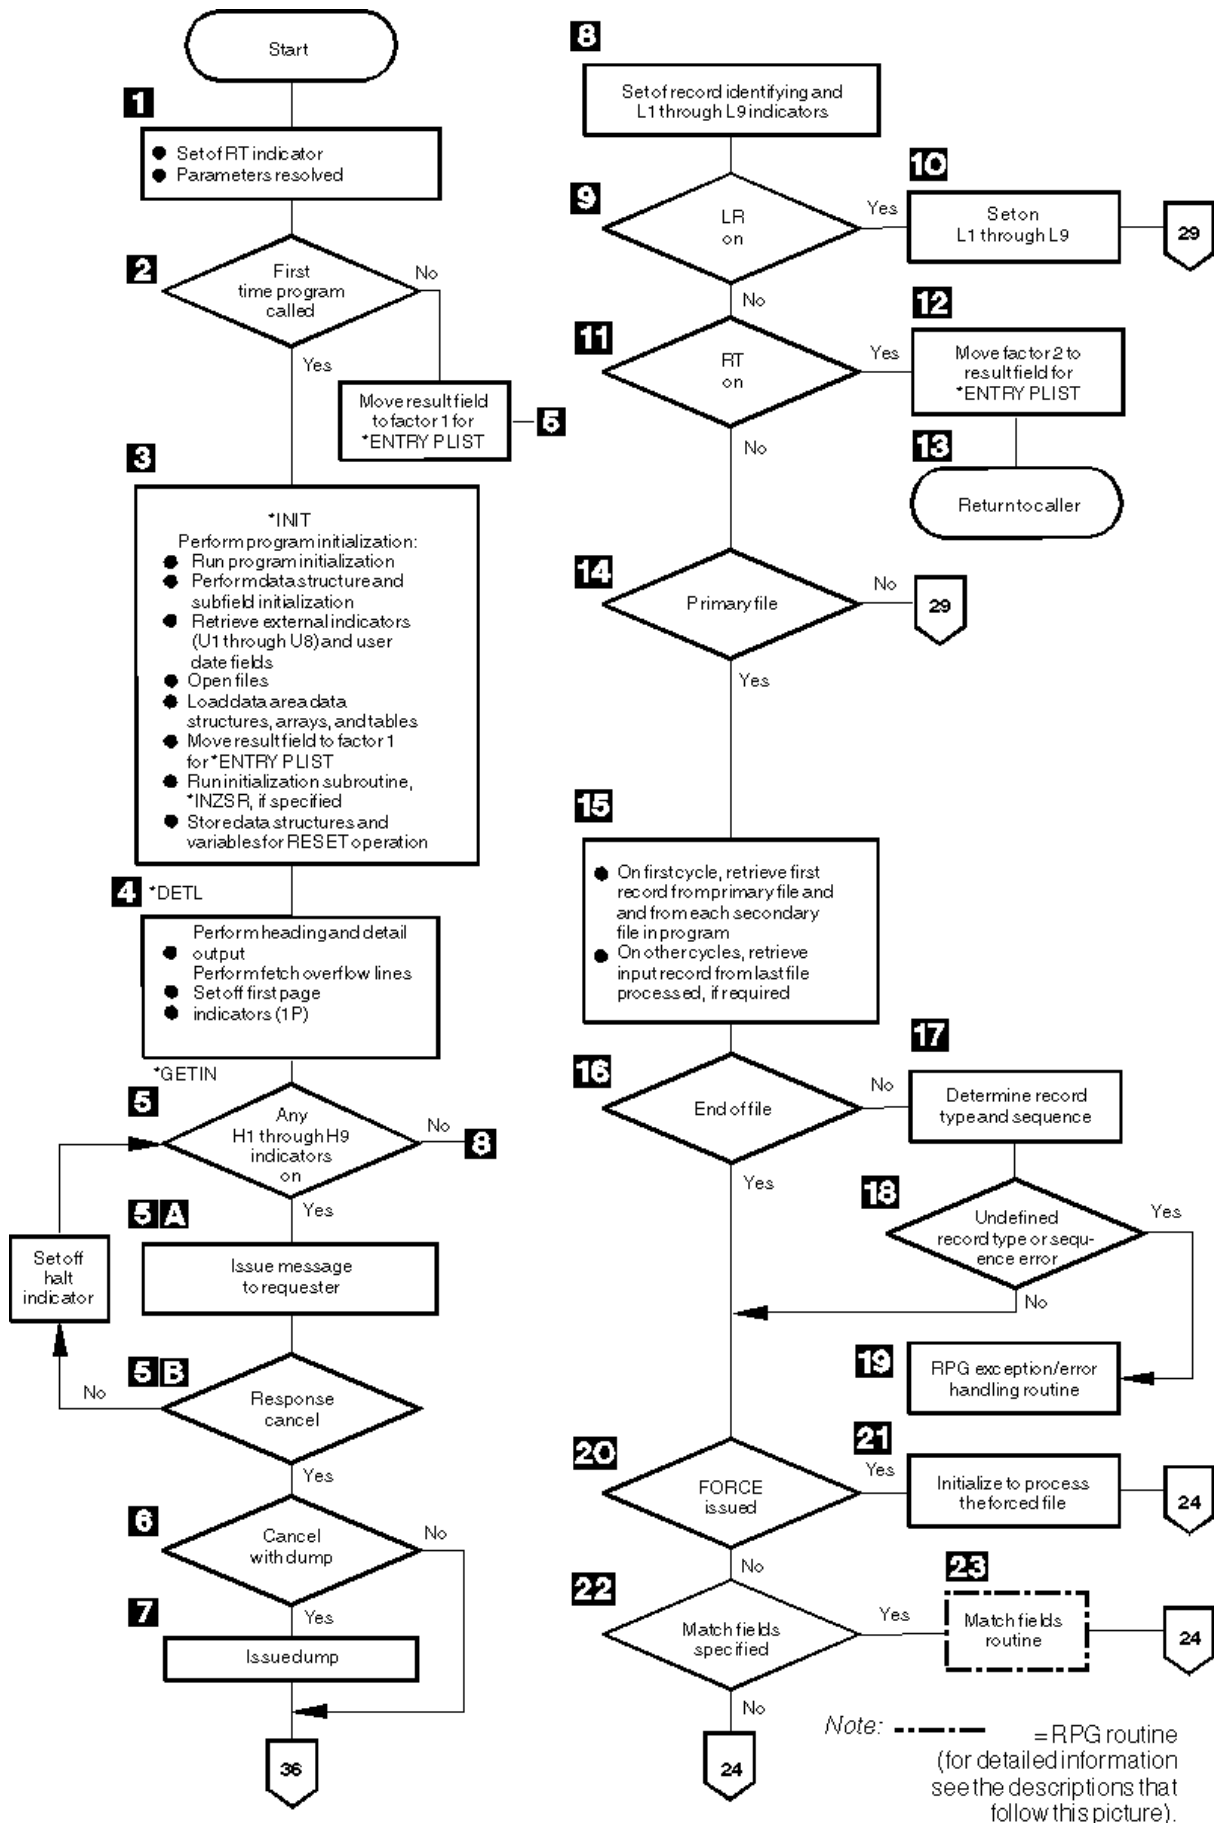 Start
1
● Set of RT indicator
● Parameters resolved
2
First
time program
called
No
Yes
Move result field
to factor 1 for
*ENTRY PLIST
5
3
*INIT
Perform program initialization:
● Run program initialization
● Perform data structure and
subfield initialization
● Retrieve external indicators
(U1 through U8) and user
date fields
● Open files
● Load data area data
structures, arrays, and tables
● Move result field to factor 1
for *ENTRY PLIST
● Run initialization subroutine,
*INZSR, if specified
● Store data structures and
variables for RESET operation
4 *DETL
Perform heading and detail
● output
Perform fetch overflow lines
● Set off first page
● indicators (1P)
*GETIN
5
Any
H1 through H9
indicators
on
No
8
Yes
5 A
Issue message
to requester
Set off
halt
indicator
5 B
No
Response
cancel
Yes
6
Cancel
with dump
No
Yes
7
Issue dump
36
8
Set of record identifying and
L1 through L9 indicators
9
LR
on
Yes
10
Set on
L1 through L9
29
No
11
RT
on
Yes
12
Move factor 2 to
result field for
*ENTRY PLIST
No
13
Return to caller
14
Primary file
No
29
Yes
15
● On first cycle, retrieve first
record from primary file and
and from each secondary
file in program
● On other cycles, retrieve
input record from last file
processed, if required
16
End of file
No
17
Determine record
type and sequence
Yes
18
Undefined
record type or sequ-
ence error
Yes
No
19
RPG exception/error
handling routine
20
FORCE
issued
Yes
21
Initialize to process
the forced file
24
No
22
Match fields
specified
Yes
23
Match fields
routine
24
No
24
Note:
= RPG routine
(for detailed information
see the descriptions that
follow this picture).